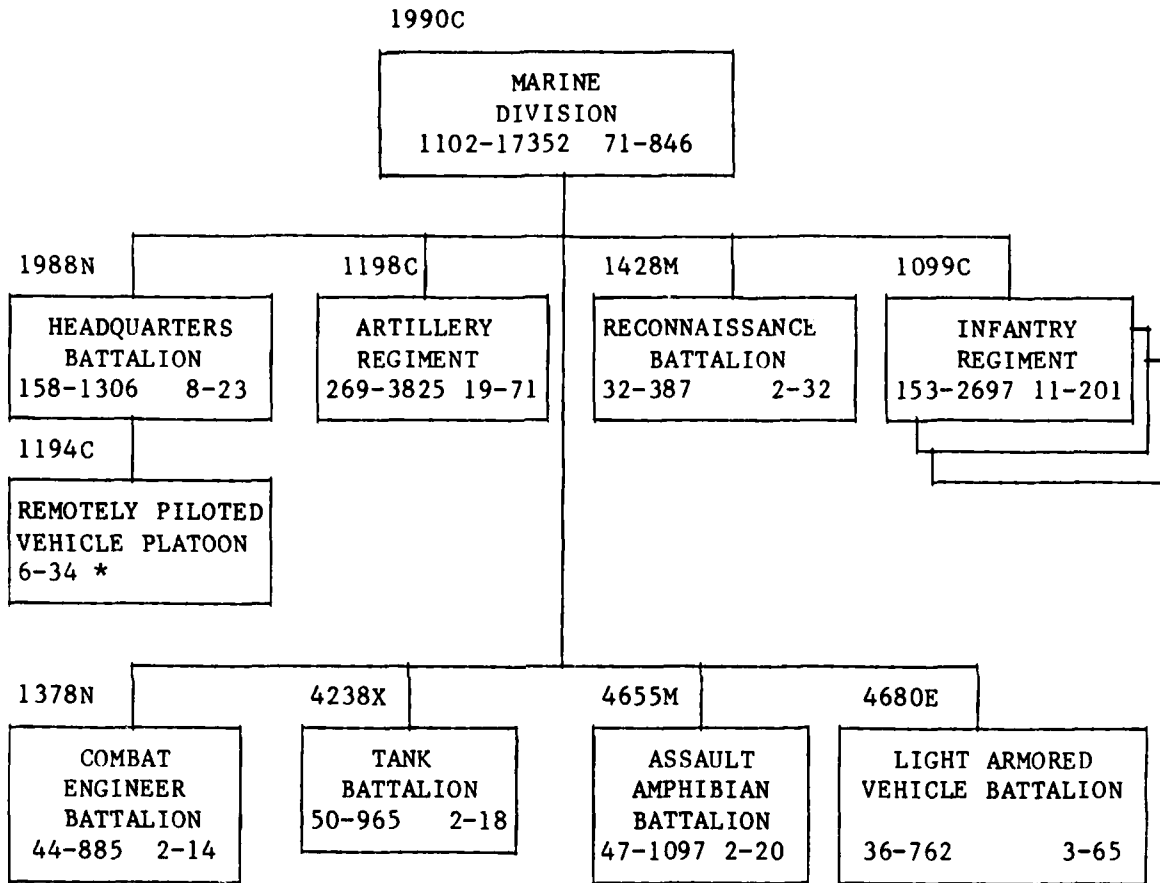 1990C
MARINE
DIVISION
1102-17352 71-846
1988N
HEADQUARTERS
BATTALION
158-1306 8-23
1198C
ARTILLERY
REGIMENT
269-3825 19-71
1428M
RECONNAISSANCE
BATTALION
32-387 2-32
1099C
INFANTRY
REGIMENT
153-2697 11-201
1194C
REMOTELY PILOTED
VEHICLE PLATOON
6-34 *
1378N
COMBAT
ENGINEER
BATTALION
44-885 2-14
4238X
TANK
BATTALION
50-965 2-18
4655M
ASSAULT
AMPHIBIAN
BATTALION
47-1097 2-20
4680E
LIGHT ARMORED
VEHICLE BATTALION
36-762 3-65